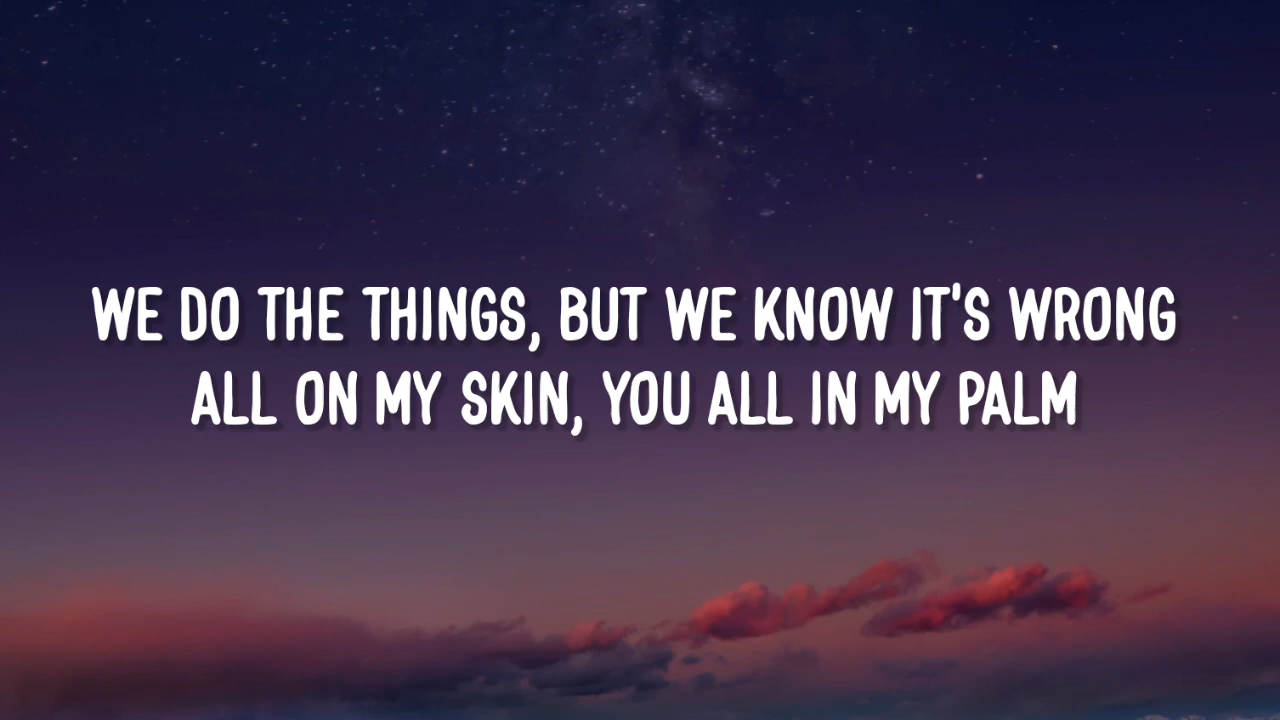 WE DO THE THINGS, BUT WE KNOW IT'S WRONG
ALL ON MY SKIN, YOU ALL IN MY PALM